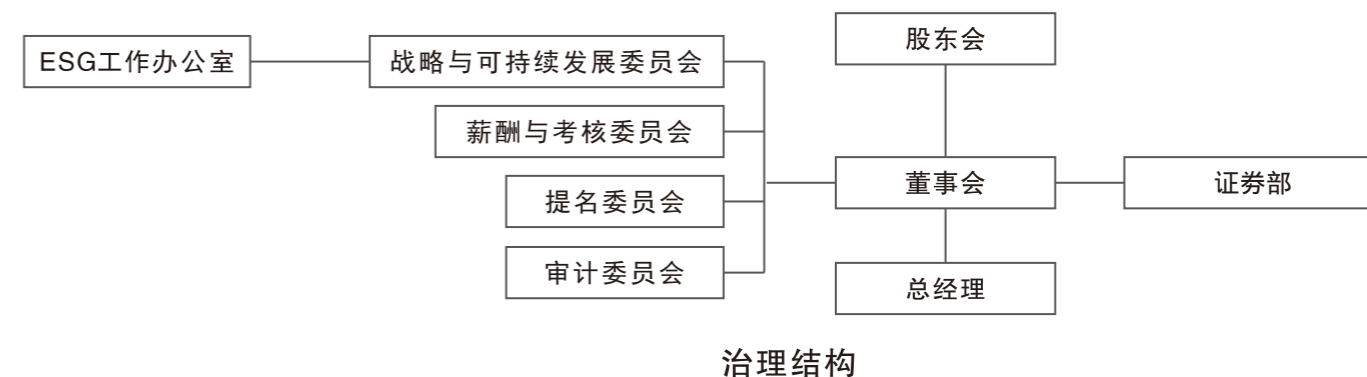 股东会
ESG工作办公室
战略与可持续发展委员会
薪酬与考核委员会
提名委员会
审计委员会
董事会
证券部
总经理
治理结构